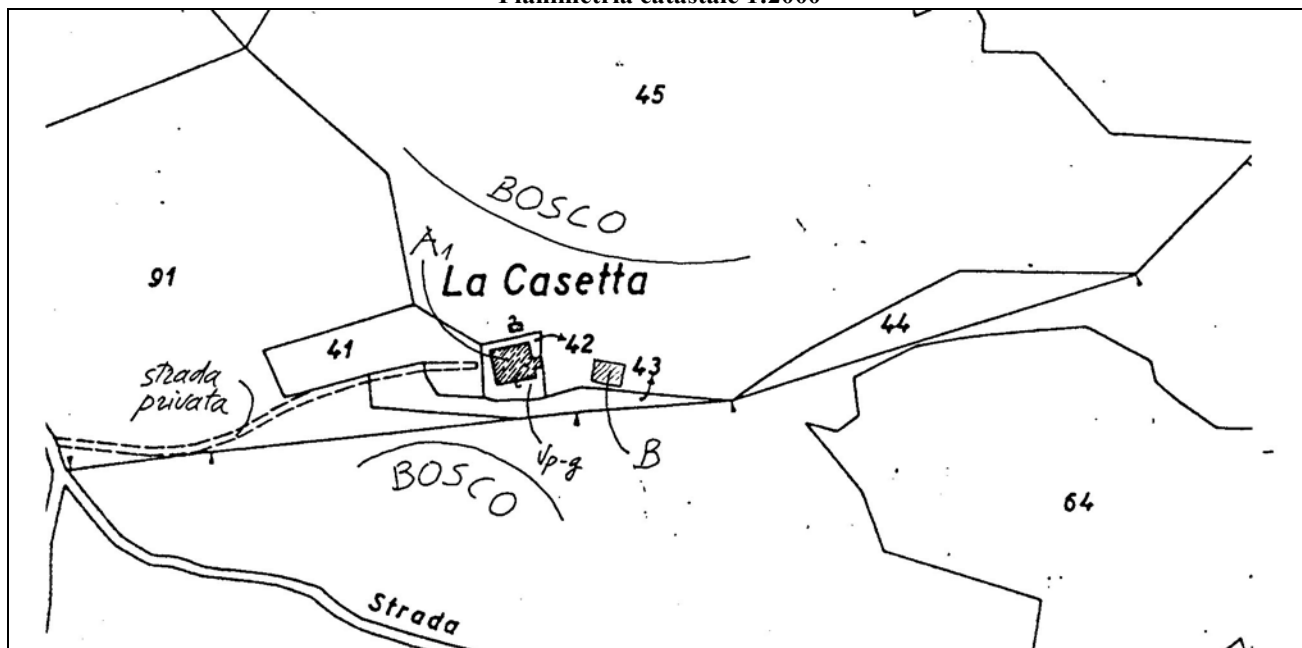 Planimetria catastale 1:2000
45
BOSCO
A1
La Casetta
91
42
44
41
43
strada
privata
Vp-g
B
BOSCO
64
Strada